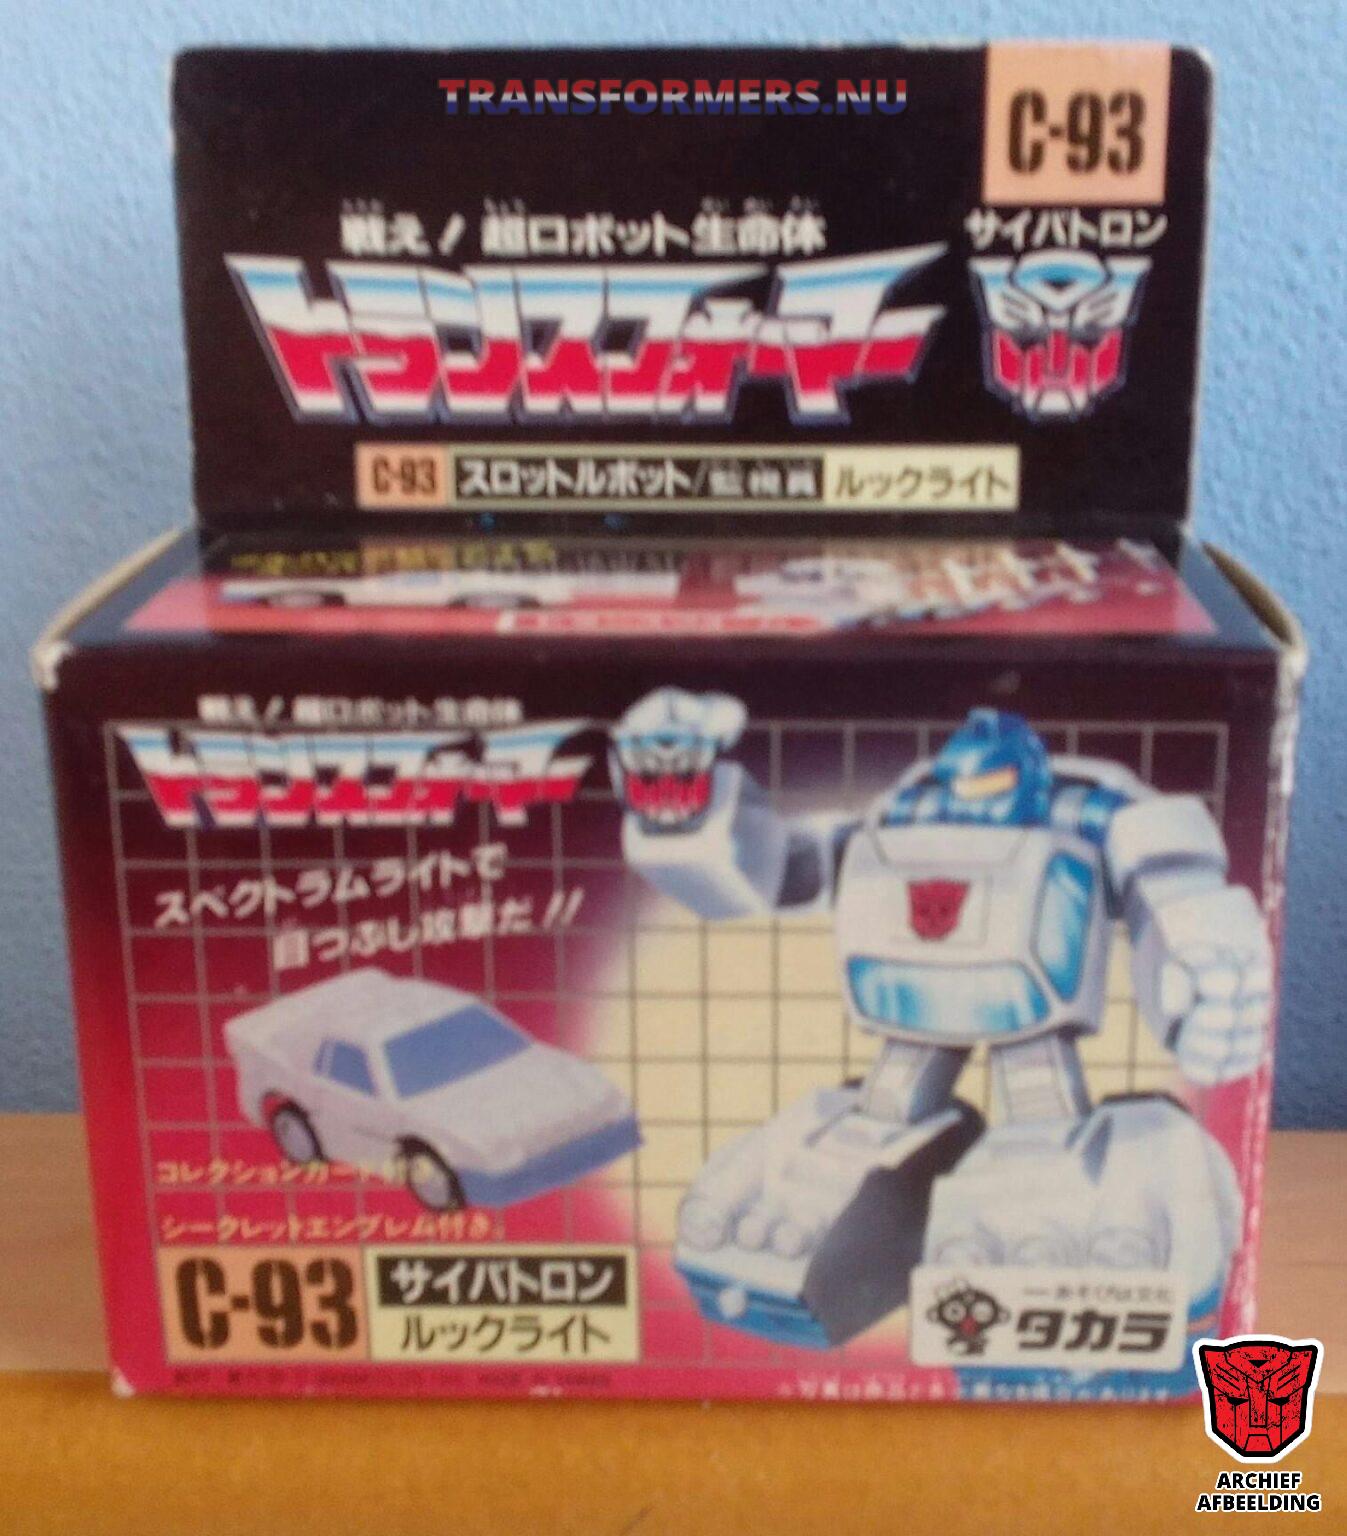 TRANSFORMERS.NU
C-93
戦え!超ロボット生命体
サイバトロン
トランスフォーマー
C-93 スロットルボット/監視員 ルックライト
戦え!超ロボット生命体
トランスフォーマー
スペクトラムライトで
目つぶし攻撃だ!!
コレクションカード付き
シークレットエンブレム付き。
C-93
サイバトロン
ルックライト
タカラ
ARCHIEF
AFBEELDING